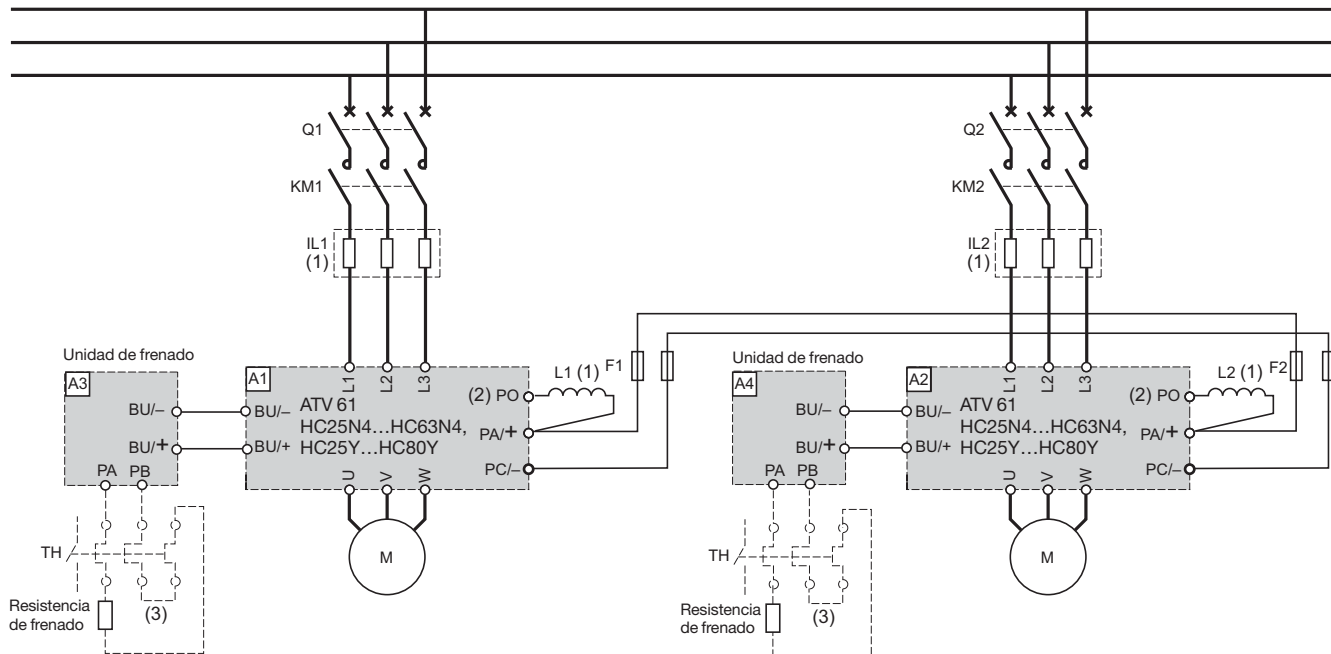 Q1
Q2
KM1
KM2
IL1
(1)
IL2
(1)
Unidad de frenado
A3
BU/–
BU/+
PA PB
A1
L1 L2 L3
BU/–
BU/+
ATV 61
HC25N4…HC63N4,
HC25Y…HC80Y
(2) PO
PA/+
PC/–
L1 (1)
F1
U V W
M
TH
(3)
Resistencia
de frenado
Unidad de frenado
A4
BU/–
BU/+
PA PB
A2
L1 L2 L3
BU/–
BU/+
ATV 61
HC25N4…HC63N4,
HC25Y…HC80Y
(2) PO
PA/+
PC/–
L2 (1)
F2
U V W
M
TH
(3)
Resistencia
de frenado